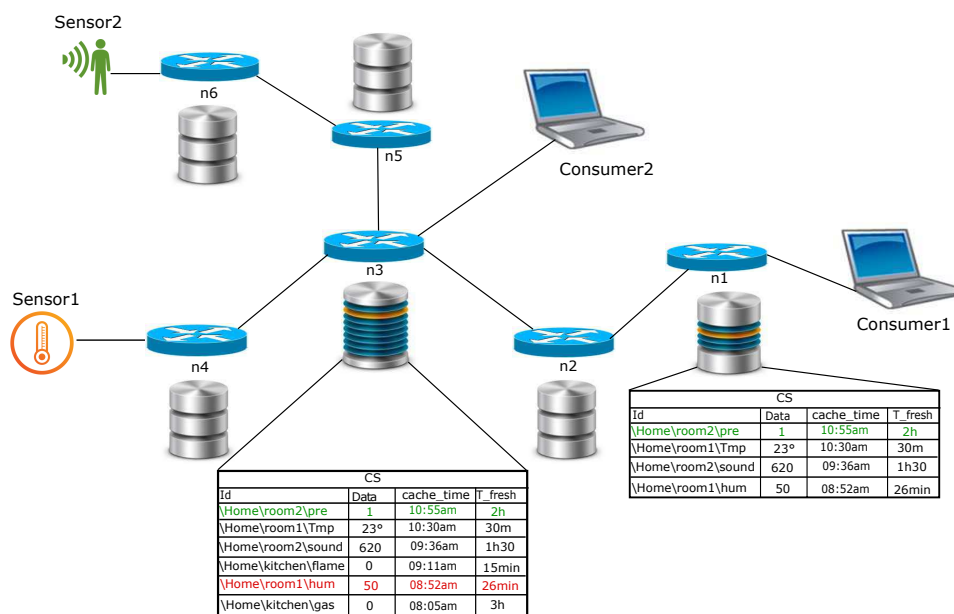 Sensor2
n6
n5
Consumer2
n3
n1
Sensor1
Consumer1
n4
n2
CS
Id Data cache_time T_fresh
\Home\room2\pre 1 10:55am 2h
\Home\room1\Tmp 23° 10:30am 30m
\Home\room2\sound 620 09:36am 1h30
\Home\room1\hum 50 08:52am 26min
CS
Id Data cache_time T_fresh
\Home\room2\pre 1 10:55am 2h
\Home\room1\Tmp 23° 10:30am 30m
\Home\room2\sound 620 09:36am 1h30
\Home\kitchen\flame 0 09:11am 15min
\Home\room1\hum 50 08:52am 26min
\Home\kitchen\gas 0 08:05am 3h